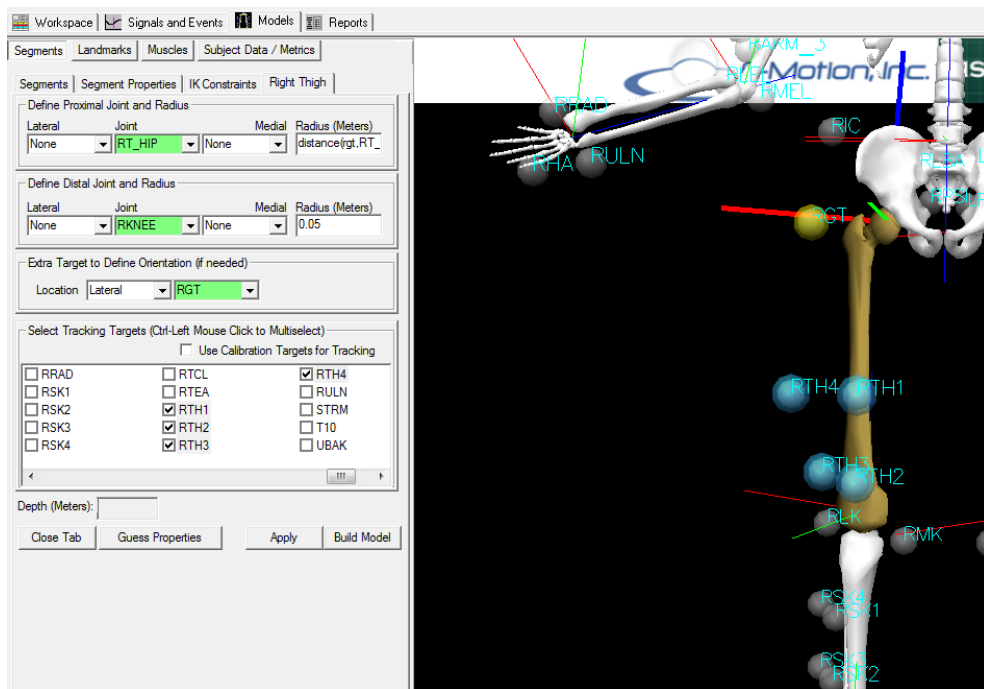 Workspace Signals and Events Models Reports
Segments Landmarks Muscles Subject Data / Metrics
Segments Segment Properties IK Constraints Right Thigh
Define Proximal Joint and Radius
Lateral Joint Medial Radius (Meters)
None RT_HIP None distance(rgt,RT_
Define Distal Joint and Radius
Lateral Joint Medial Radius (Meters)
None RKNEE None 0.05
Extra Target to Define Orientation (if needed)
Location Lateral RGT
Select Tracking Targets (Ctrl-Left Mouse Click to Multiselect)
Use Calibration Targets for Tracking
RRAD RTCL RTH4
RSK1 RTEA RULN
RSK2 RTH1 STRM
RSK3 RTH2 T10
RSK4 RTH3 UBAK
Depth (Meters):
Close Tab Guess Properties Apply Build Model
RARM_3
-Motion, Inc.
RMEL
RRAD
RIC
RHA RULN
RGT
RTH4 RTH1
RTH3
RTH2
RLK
RMK
RSK4
RSK1
RSK3
RSK2